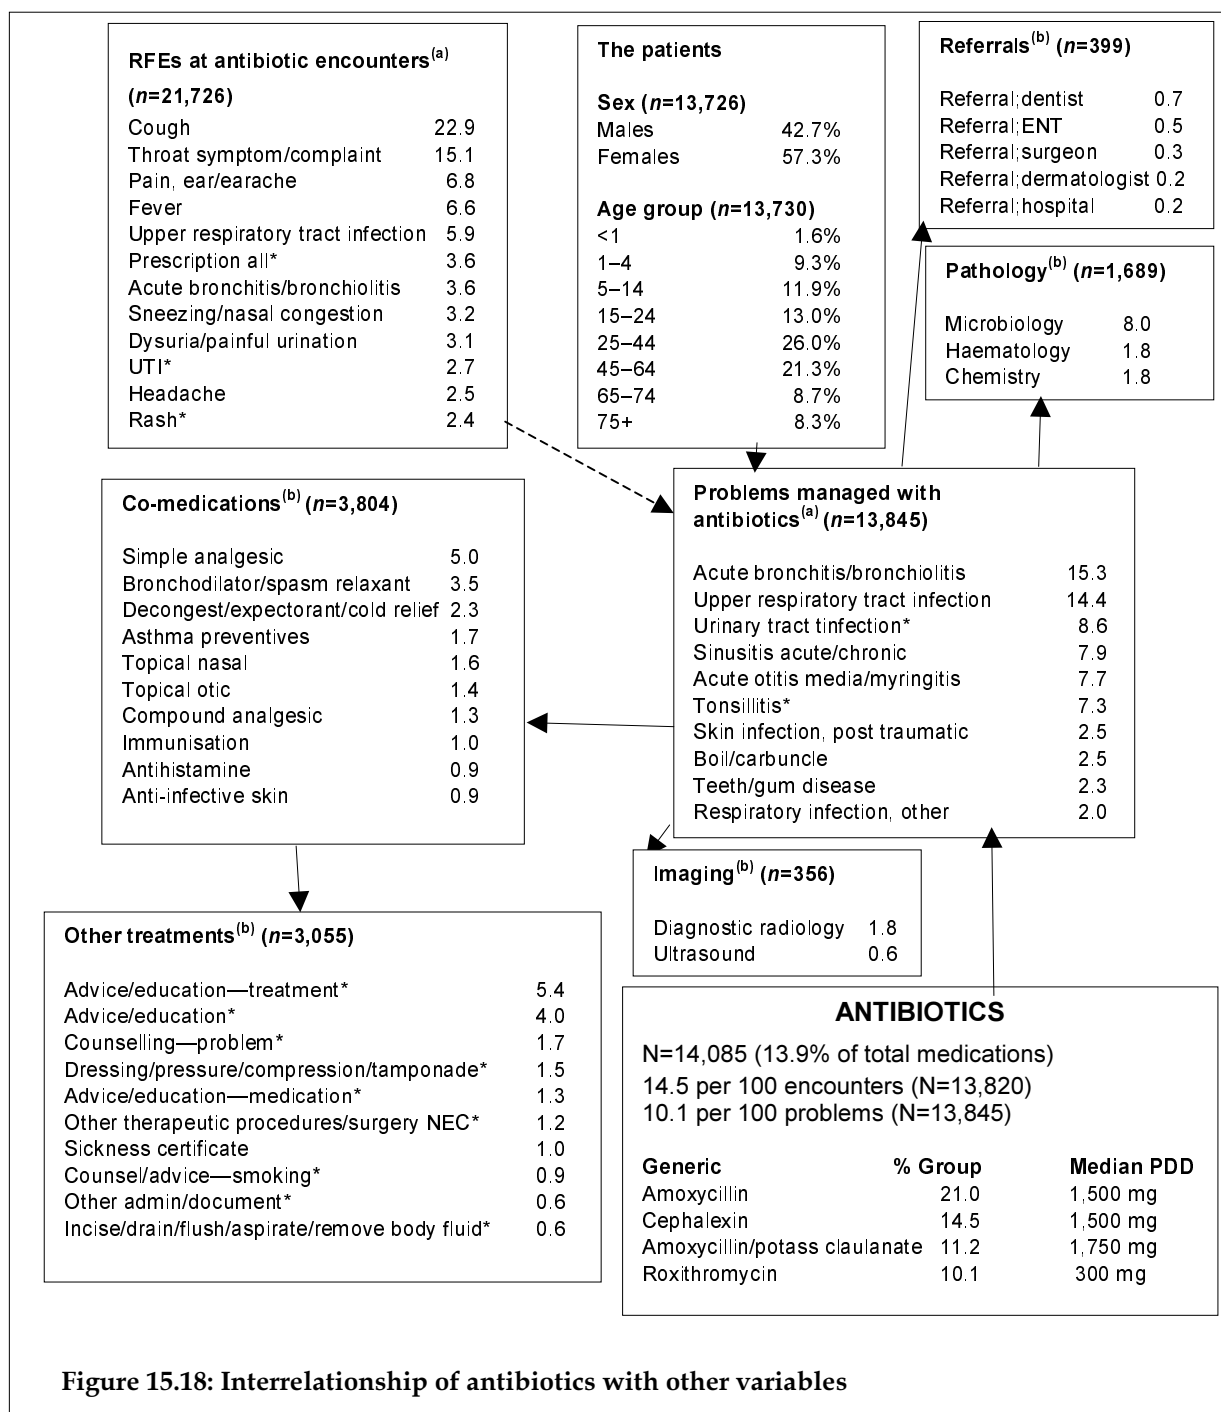 RFEs at antibiotic encounters(a)
(n=21,726)
Cough 22.9
Throat symptom/complaint 15.1
Pain, ear/earache 6.8
Fever 6.6
Upper respiratory tract infection 5.9
Prescription all* 3.6
Acute bronchitis/bronchiolitis 3.6
Sneezing/nasal congestion 3.2
Dysuria/painful urination 3.1
UTI* 2.7
Headache 2.5
Rash* 2.4
The patients
Sex (n=13,726)
Males 42.7%
Females 57.3%
Age group (n=13,730)
<1 1.6%
1–4 9.3%
5–14 11.9%
15–24 13.0%
25–44 26.0%
45–64 21.3%
65–74 8.7%
75+ 8.3%
Referrals(b) (n=399)
Referral;dentist 0.7
Referral;ENT 0.5
Referral;surgeon 0.3
Referral;dermatologist 0.2
Referral;hospital 0.2
Pathology(b) (n=1,689)
Microbiology 8.0
Haematology 1.8
Chemistry 1.8
Co-medications(b) (n=3,804)
Simple analgesic 5.0
Bronchodilator/spasm relaxant 3.5
Decongest/expectorant/cold relief 2.3
Asthma preventives 1.7
Topical nasal 1.6
Topical otic 1.4
Compound analgesic 1.3
Immunisation 1.0
Antihistamine 0.9
Anti-infective skin 0.9
Problems managed with
antibiotics(a) (n=13,845)
Acute bronchitis/bronchiolitis 15.3
Upper respiratory tract infection 14.4
Urinary tract tinfection* 8.6
Sinusitis acute/chronic 7.9
Acute otitis media/myringitis 7.7
Tonsillitis* 7.3
Skin infection, post traumatic 2.5
Boil/carbuncle 2.5
Teeth/gum disease 2.3
Respiratory infection, other 2.0
Imaging(b) (n=356)
Diagnostic radiology 1.8
Ultrasound 0.6
Other treatments(b) (n=3,055)
Advice/education—treatment* 5.4
Advice/education* 4.0
Counselling—problem* 1.7
Dressing/pressure/compression/tamponade* 1.5
Advice/education—medication* 1.3
Other therapeutic procedures/surgery NEC* 1.2
Sickness certificate 1.0
Counsel/advice—smoking* 0.9
Other admin/document* 0.6
Incise/drain/flush/aspirate/remove body fluid* 0.6
ANTIBIOTICS
N=14,085 (13.9% of total medications)
14.5 per 100 encounters (N=13,820)
10.1 per 100 problems (N=13,845)
Generic % Group Median PDD
Amoxycillin 21.0 1,500 mg
Cephalexin 14.5 1,500 mg
Amoxycillin/potass claulanate 11.2 1,750 mg
Roxithromycin 10.1 300 mg
Figure 15.18: Interrelationship of antibiotics with other variables